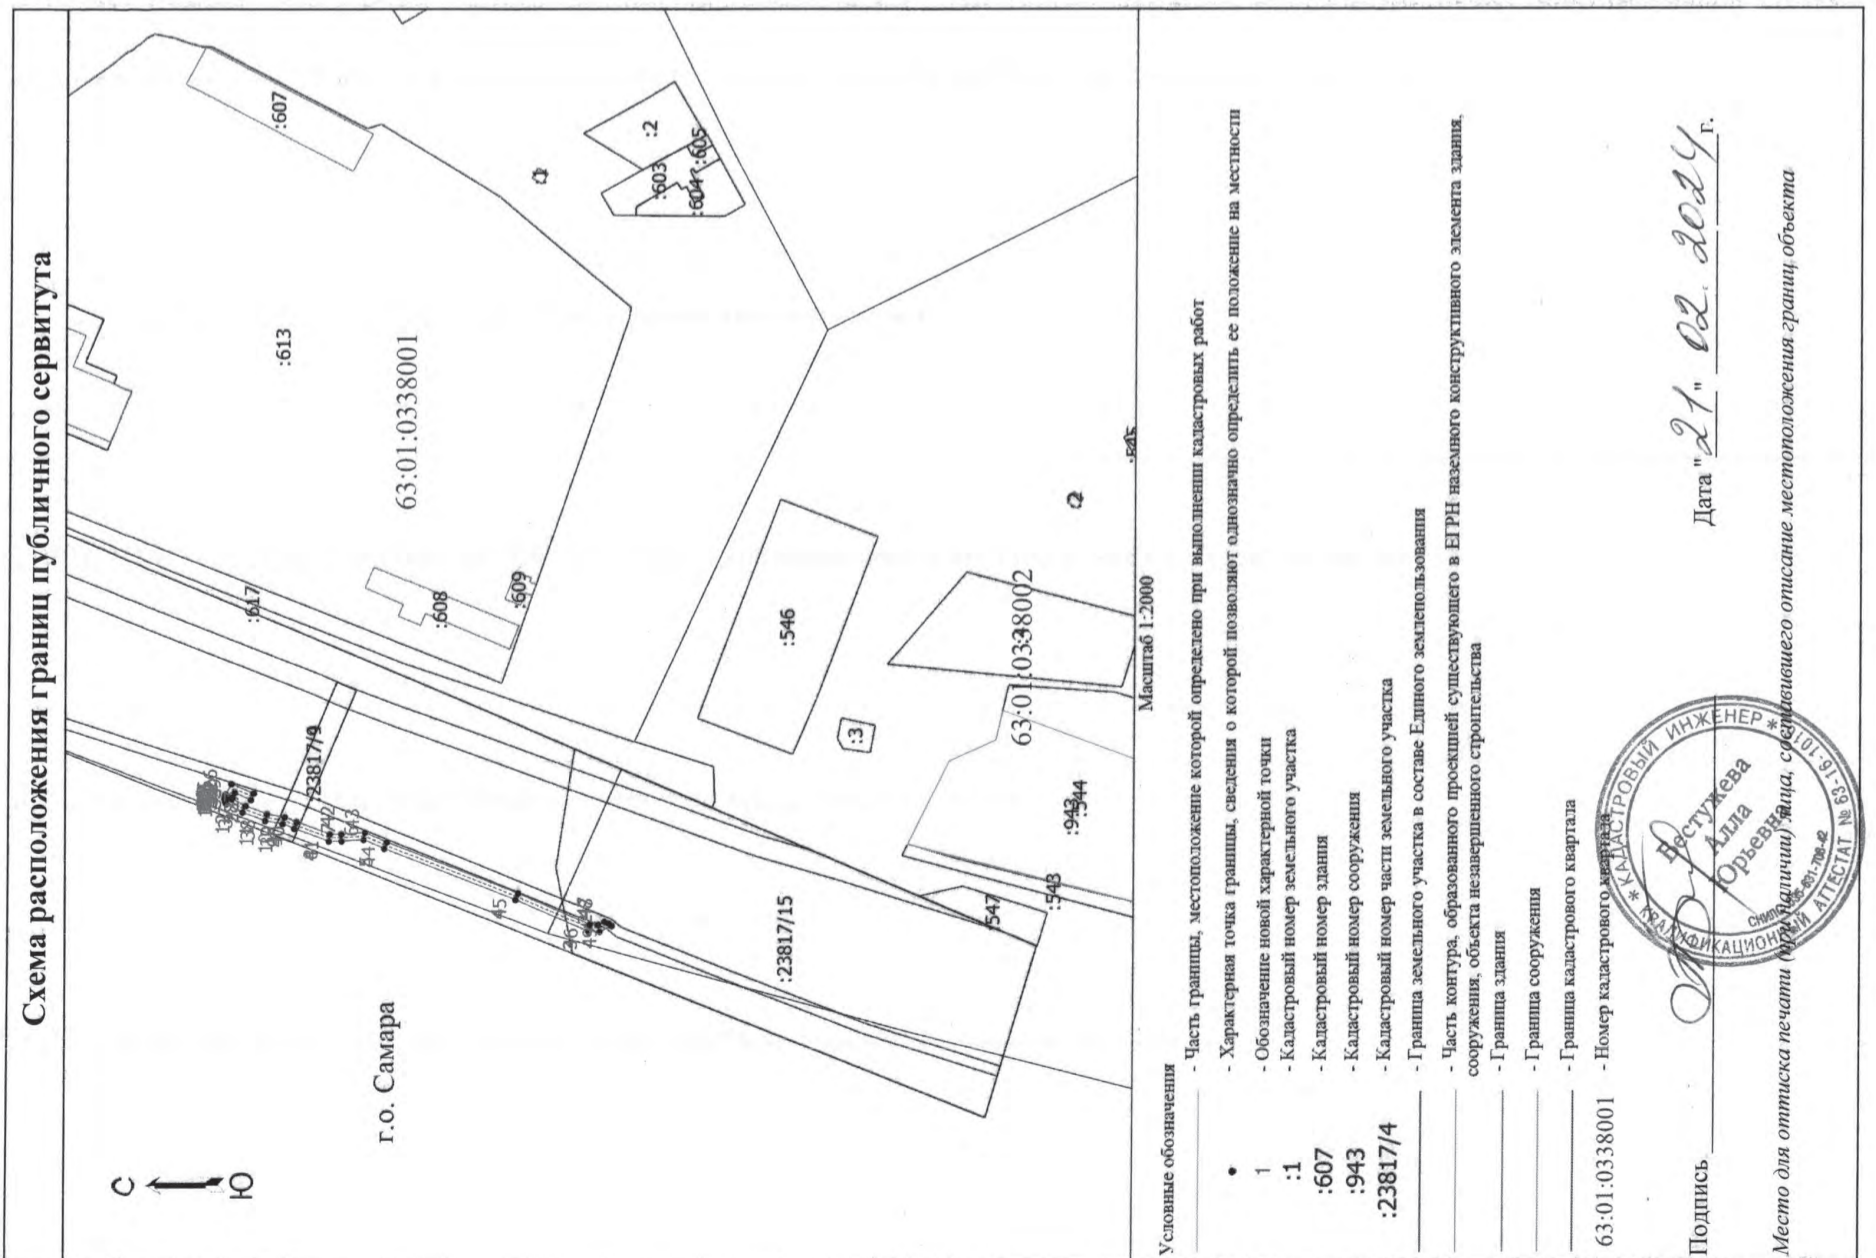 Схема расположения границ публичного сервитута
С
Ю
г.о. Самара
:607
:613
63:01:0338001
:2
:603
:605
:604
:617
:608
:609
:546
:3
63:01:0338002
:23817/9
:23817/15
:547
:543
:943
:544
Масштаб 1:2000
Условные обозначения
- Часть границы, местоположение которой определено при выполнении кадастровых работ
- Характерная точка границы, сведения о которой позволяют однозначно определить ее положение на местности
1 - Обозначение новой характерной точки
:1 - Кадастровый номер земельного участка
:607 - Кадастровый номер здания
:943 - Кадастровый номер сооружения
:23817/4 - Кадастровый номер части земельного участка
- Граница земельного участка в составе Единого землепользования
- Часть контура, образованного проекцией существующего в ЕГРН наземного конструктивного элемента здания,
сооружения, объекта незавершенного строительства
- Граница здания
- Граница сооружения
- Граница кадастрового квартала
63:01:0338001 - Номер кадастрового квартала
Подпись
Дата "21" 02. 2024 г.
Место для оттиска печати (при наличии) лица, составившего описание местоположения границ объекта
* КАДАСТРОВЫЙ ИНЖЕНЕР *
КВАЛИФИКАЦИОННЫЙ АТТЕСТАТ № 63-16-1018
Бестужева
Алла
Юрьевна